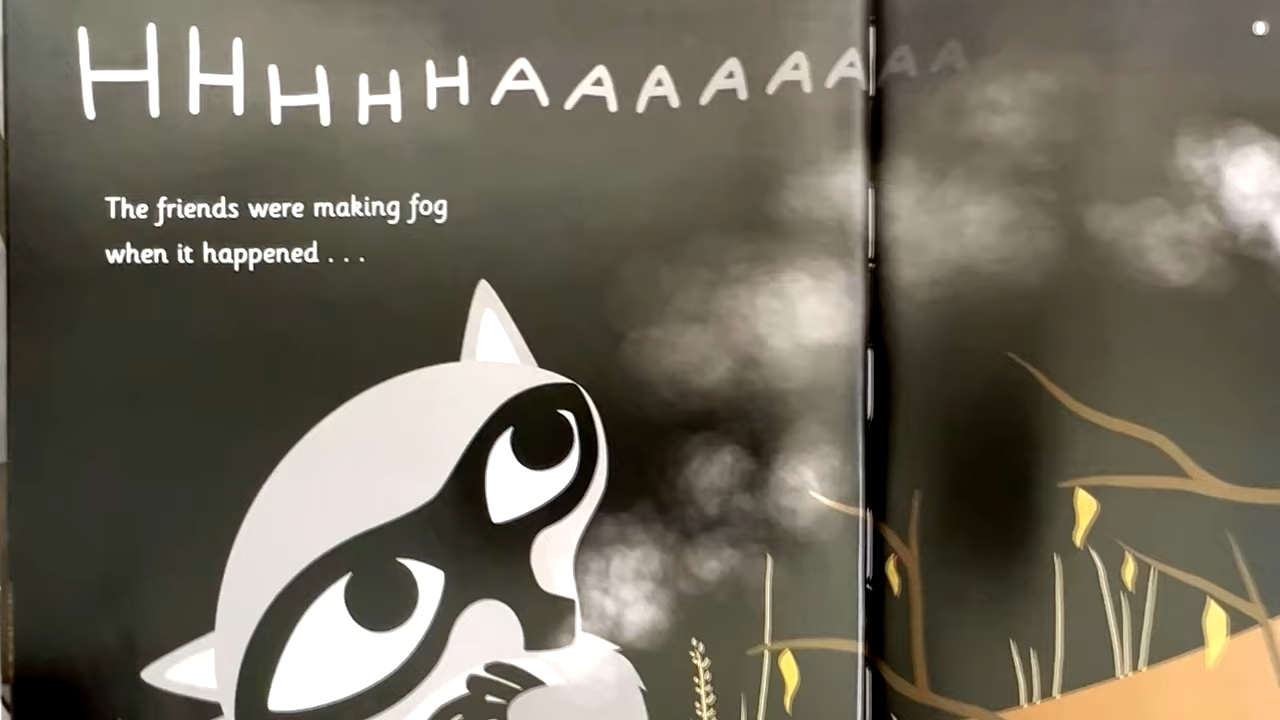 HHHHHAAAAAAAA
The friends were making fog
when it happened . . .